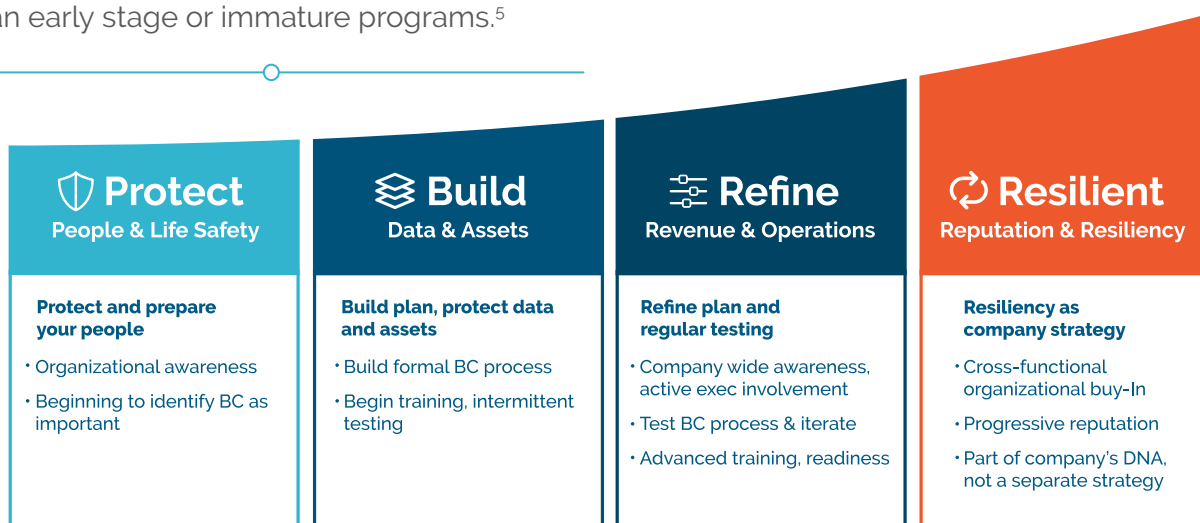 an early stage or immature programs.⁵
Protect
People & Life Safety
Protect and prepare
your people
• Organizational awareness
• Beginning to identify BC as
important
Build
Data & Assets
Build plan, protect data
and assets
• Build formal BC process
• Begin training, intermittent
testing
Refine
Revenue & Operations
Refine plan and
regular testing
• Company wide awareness,
active exec involvement
• Test BC process & iterate
• Advanced training, readiness
Resilient
Reputation & Resiliency
Resiliency as
company strategy
• Cross-functional
organizational buy-In
• Progressive reputation
• Part of company's DNA,
not a separate strategy